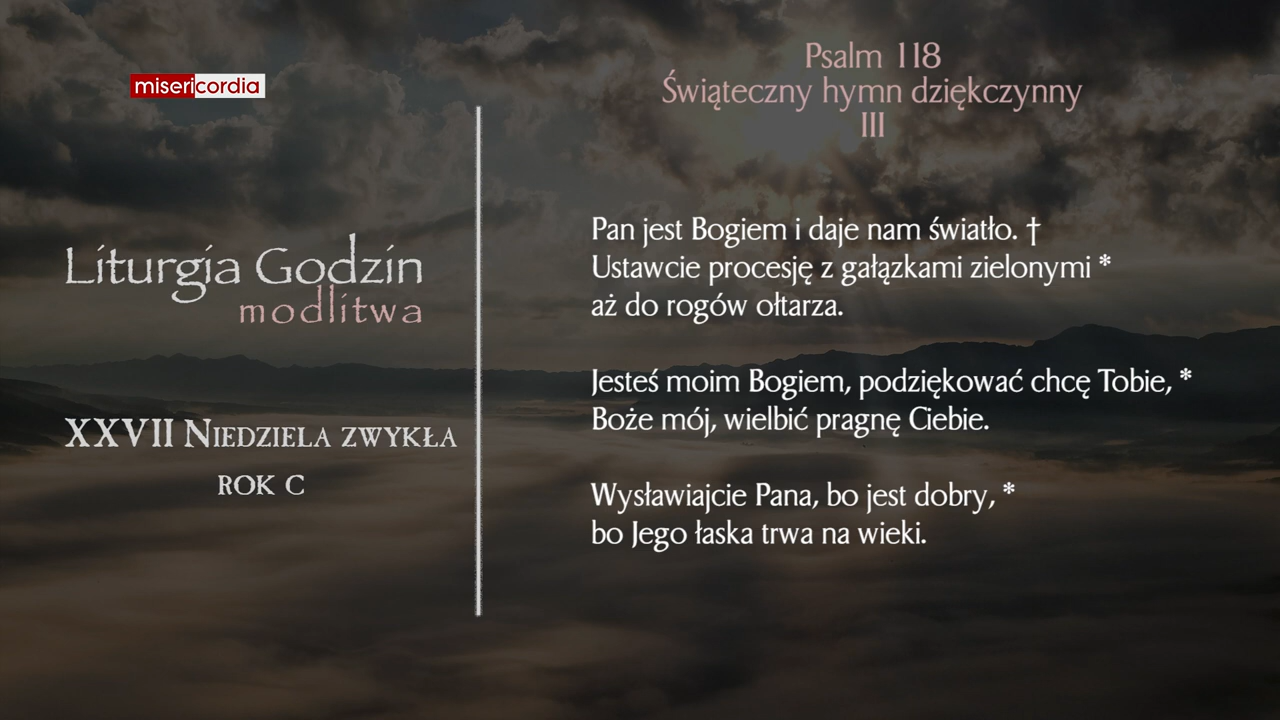 misericordia
Liturgia Godzin
modlitwa
XXVII Niedziela zwykła
rok C
Psalm 118
Świąteczny hymn dziękczynny
III
Pan jest Bogiem i daje nam światło. †
Ustawcie procesję z gałązkami zielonymi *
aż do rogów ołtarza.
Jesteś moim Bogiem, podziękować chcę Tobie, *
Boże mój, wielbić pragnę Ciebie.
Wysławiajcie Pana, bo jest dobry, *
bo Jego łaska trwa na wieki.